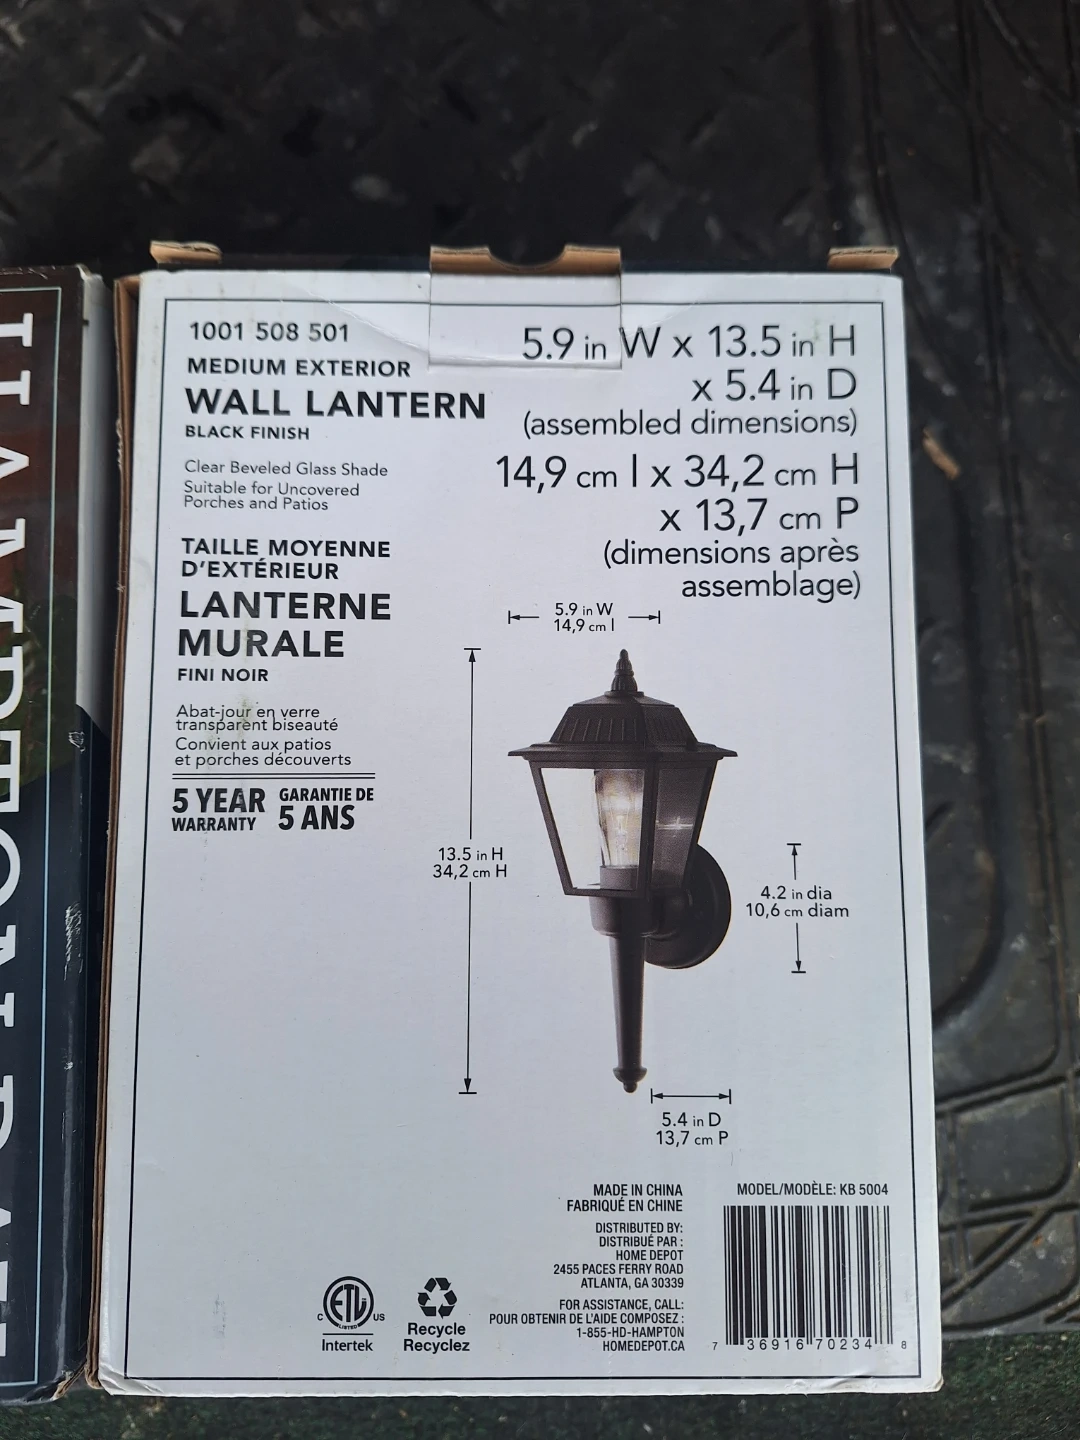 HAMPTON BAY
1001 508 501
MEDIUM EXTERIOR
WALL LANTERN
BLACK FINISH
Clear Beveled Glass Shade
Suitable for Uncovered
Porches and Patios
TAILLE MOYENNE
D'EXTÉRIEUR
LANTERNE
MURALE
FINI NOIR
Abat-jour en verre
transparent biseauté
Convient aux patios
et porches découverts
5 YEAR
WARRANTY
GARANTIE DE
5 ANS
5.9 in W x 13.5 in H
x 5.4 in D
(assembled dimensions)
14,9 cm l x 34,2 cm H
x 13,7 cm P
(dimensions après
assemblage)
5.9 in W
14,9 cm l
13.5 in H
34,2 cm H
4.2 in dia
10,6 cm diam
5.4 in D
13,7 cm P
MADE IN CHINA
FABRIQUÉ EN CHINE
DISTRIBUTED BY:
DISTRIBUÉ PAR :
HOME DEPOT
2455 PACES FERRY ROAD
ATLANTA, GA 30339
FOR ASSISTANCE, CALL:
POUR OBTENIR DE L'AIDE COMPOSEZ :
1-855-HD-HAMPTON
HOMEDEPOT.CA
MODEL/MODÈLE: KB 5004
7 36916 70234 8
C ETL US
LISTED
Intertek
Recycle
Recyclez